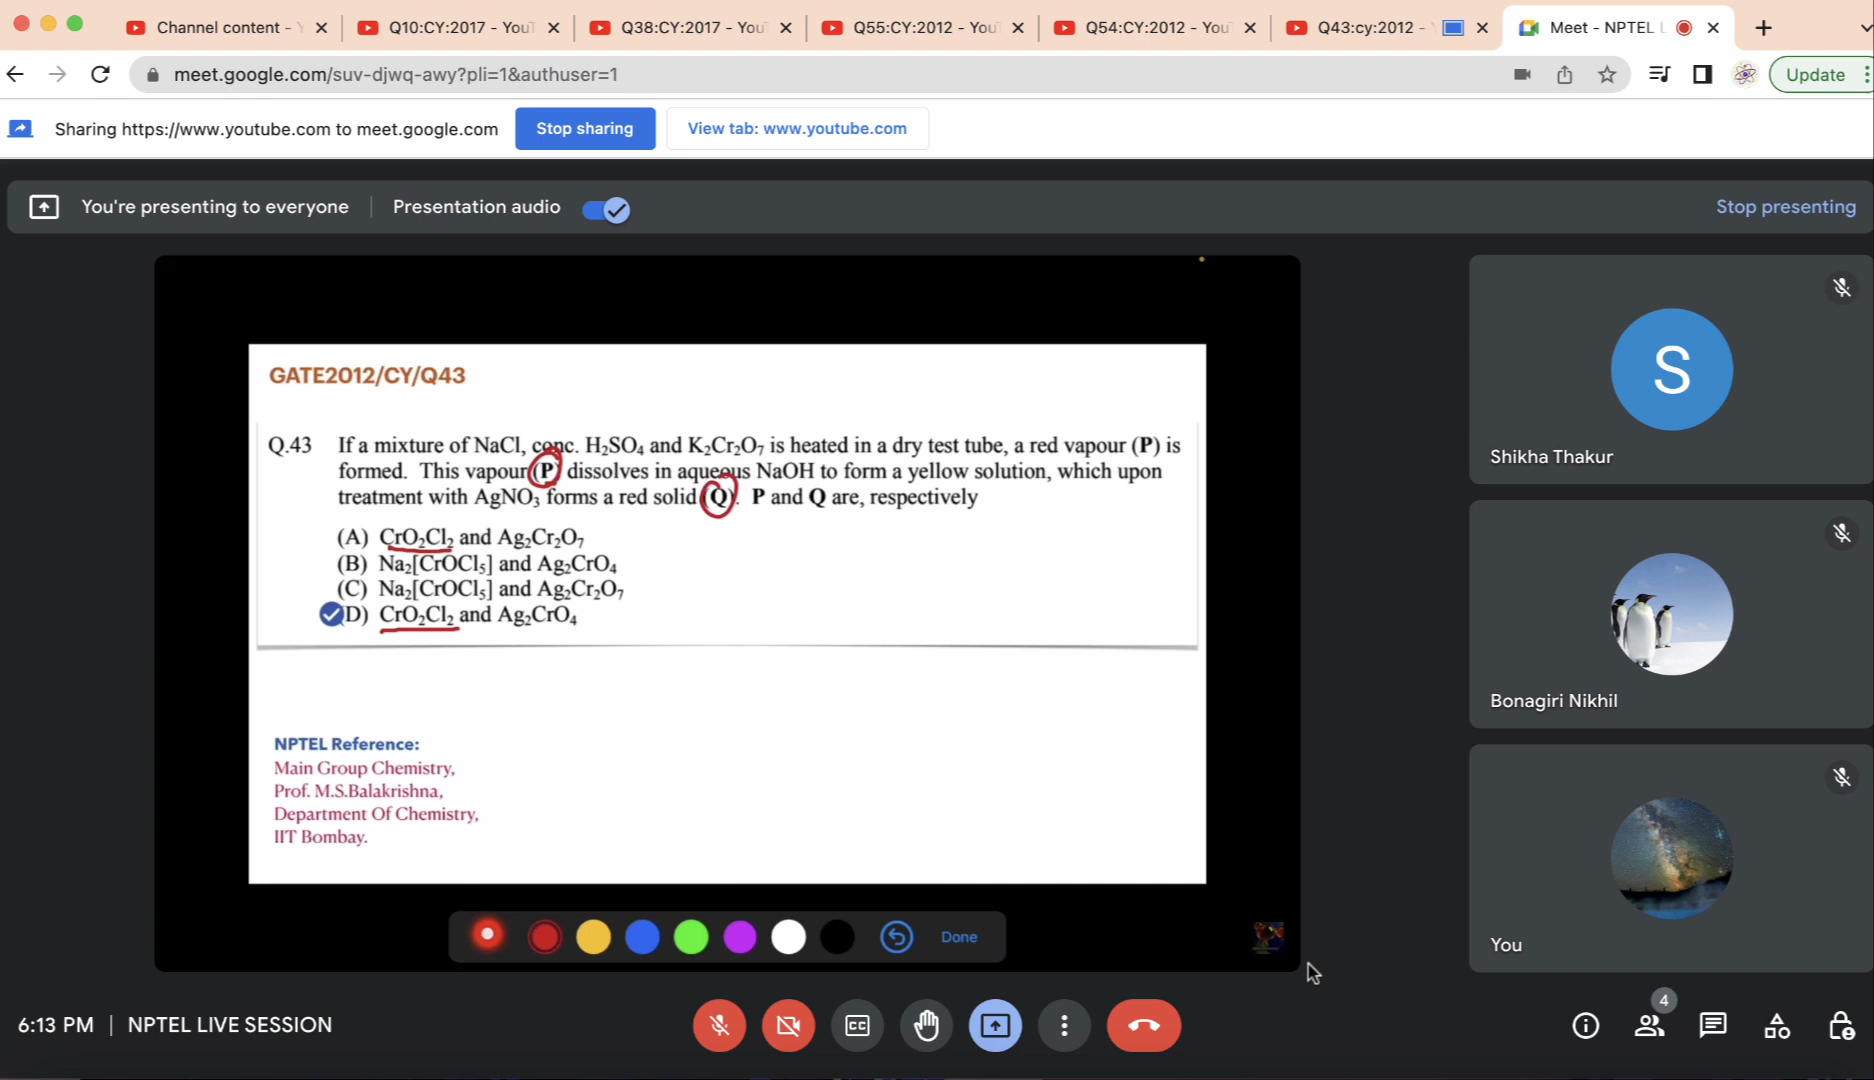 Channel content -
Q10:CY:2017 - YouT
Q38:CY:2017 - YouT
Q55:CY:2012 - YouT
Q54:CY:2012 - YouT
Q43:cy:2012 -
Meet - NPTEL L
meet.google.com/suv-djwq-awy?pli=1&authuser=1
Update
Sharing https://www.youtube.com to meet.google.com
Stop sharing
View tab: www.youtube.com
You're presenting to everyone
Presentation audio
Stop presenting
GATE2012/CY/Q43
Q.43 If a mixture of NaCl, conc. H₂SO₄ and K₂Cr₂O₇ is heated in a dry test tube, a red vapour (P) is
formed. This vapour (P) dissolves in aqueous NaOH to form a yellow solution, which upon
treatment with AgNO₃ forms a red solid (Q). P and Q are, respectively
(A) CrO₂Cl₂ and Ag₂Cr₂O₇
(B) Na₂[CrOCl₅] and Ag₂CrO₄
(C) Na₂[CrOCl₅] and Ag₂Cr₂O₇
D) CrO₂Cl₂ and Ag₂CrO₄
NPTEL Reference:
Main Group Chemistry,
Prof. M.S.Balakrishna,
Department Of Chemistry,
IIT Bombay.
Done
S
Shikha Thakur
Bonagiri Nikhil
You
6:13 PM | NPTEL LIVE SESSION
CC
4